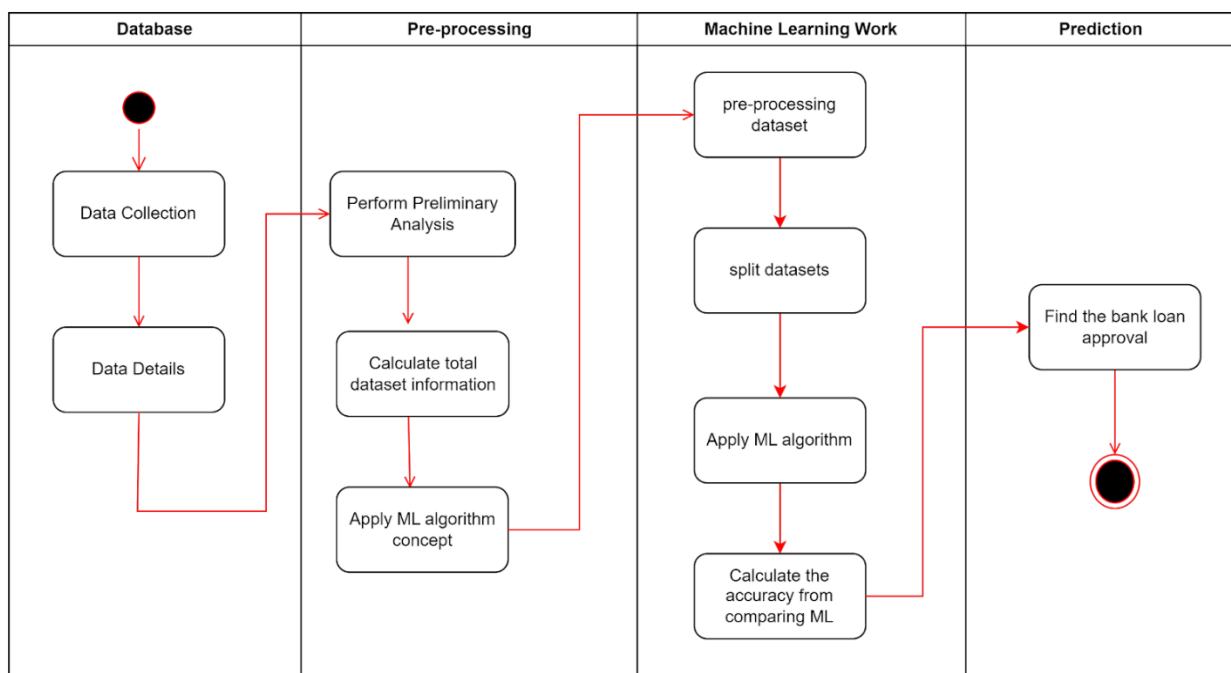 Database
Pre-processing
Machine Learning Work
Prediction
Data Collection
Data Details
Perform Preliminary
Analysis
Calculate total
dataset information
Apply ML algorithm
concept
pre-processing
dataset
split datasets
Apply ML algorithm
Calculate the
accuracy from
comparing ML
Find the bank loan
approval